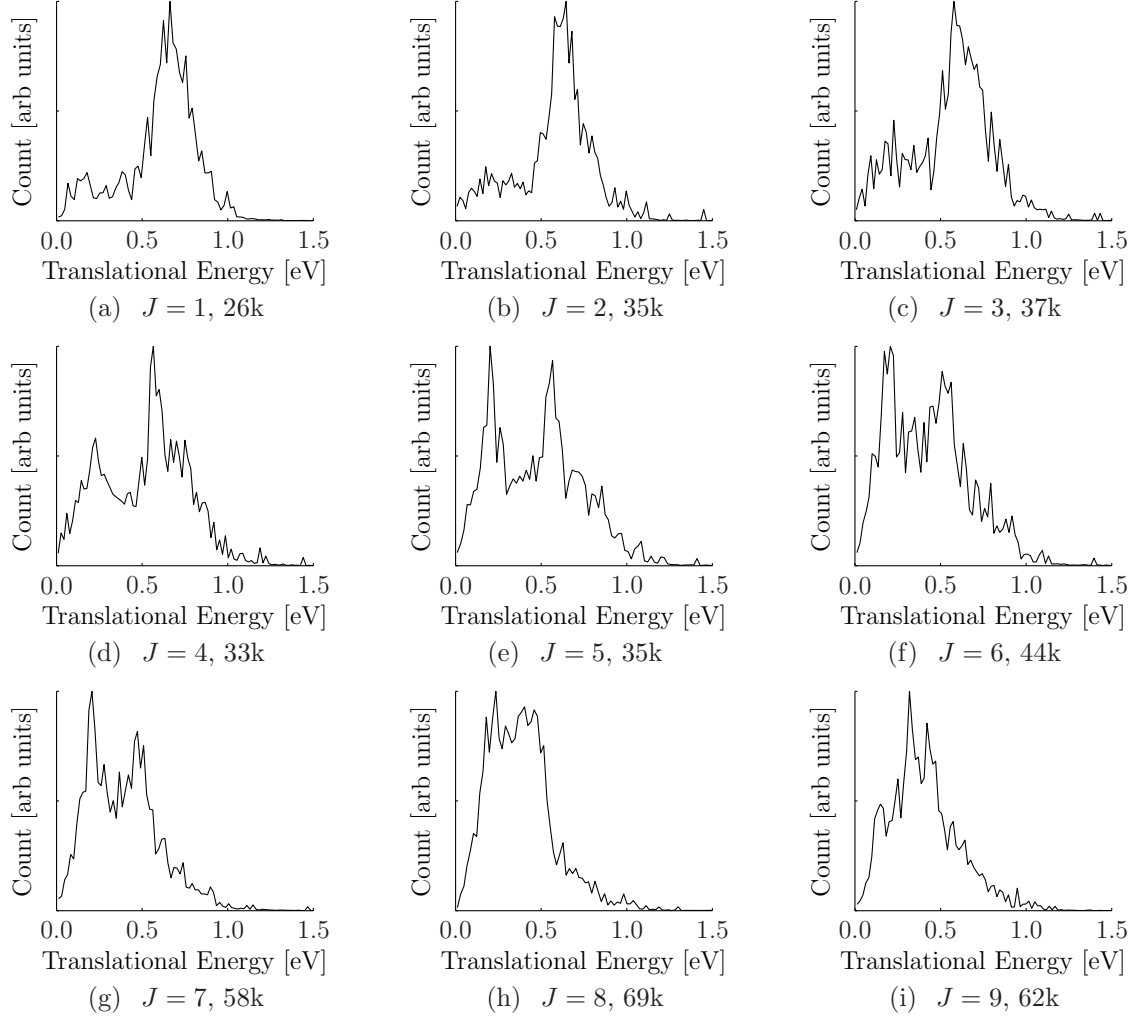 Count [arb units]
Count [arb units]
Count [arb units]
0.0 0.5 1.0 1.5
0.0 0.5 1.0 1.5
0.0 0.5 1.0 1.5
Translational Energy [eV]
Translational Energy [eV]
Translational Energy [eV]
(a) J = 1, 26k
(b) J = 2, 35k
(c) J = 3, 37k
Count [arb units]
Count [arb units]
Count [arb units]
0.0 0.5 1.0 1.5
0.0 0.5 1.0 1.5
0.0 0.5 1.0 1.5
Translational Energy [eV]
Translational Energy [eV]
Translational Energy [eV]
(d) J = 4, 33k
(e) J = 5, 35k
(f) J = 6, 44k
Count [arb units]
Count [arb units]
Count [arb units]
0.0 0.5 1.0 1.5
0.0 0.5 1.0 1.5
0.0 0.5 1.0 1.5
Translational Energy [eV]
Translational Energy [eV]
Translational Energy [eV]
(g) J = 7, 58k
(h) J = 8, 69k
(i) J = 9, 62k